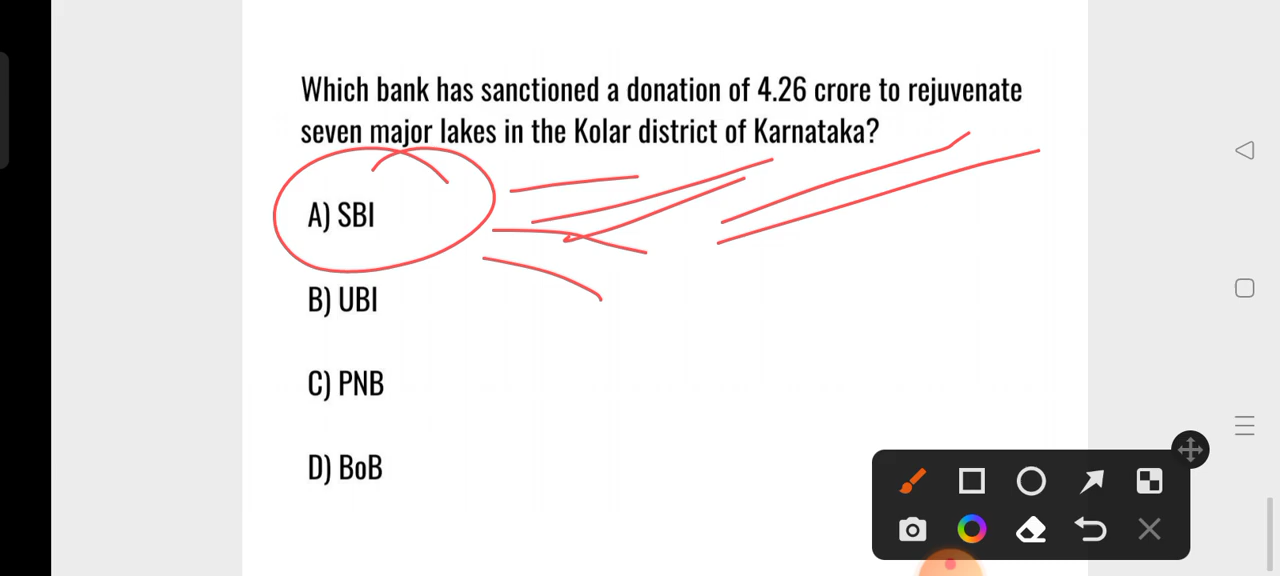 Which bank has sanctioned a donation of 4.26 crore to rejuvenate
seven major lakes in the Kolar district of Karnataka?
A) SBI
B) UBI
C) PNB
D) BoB